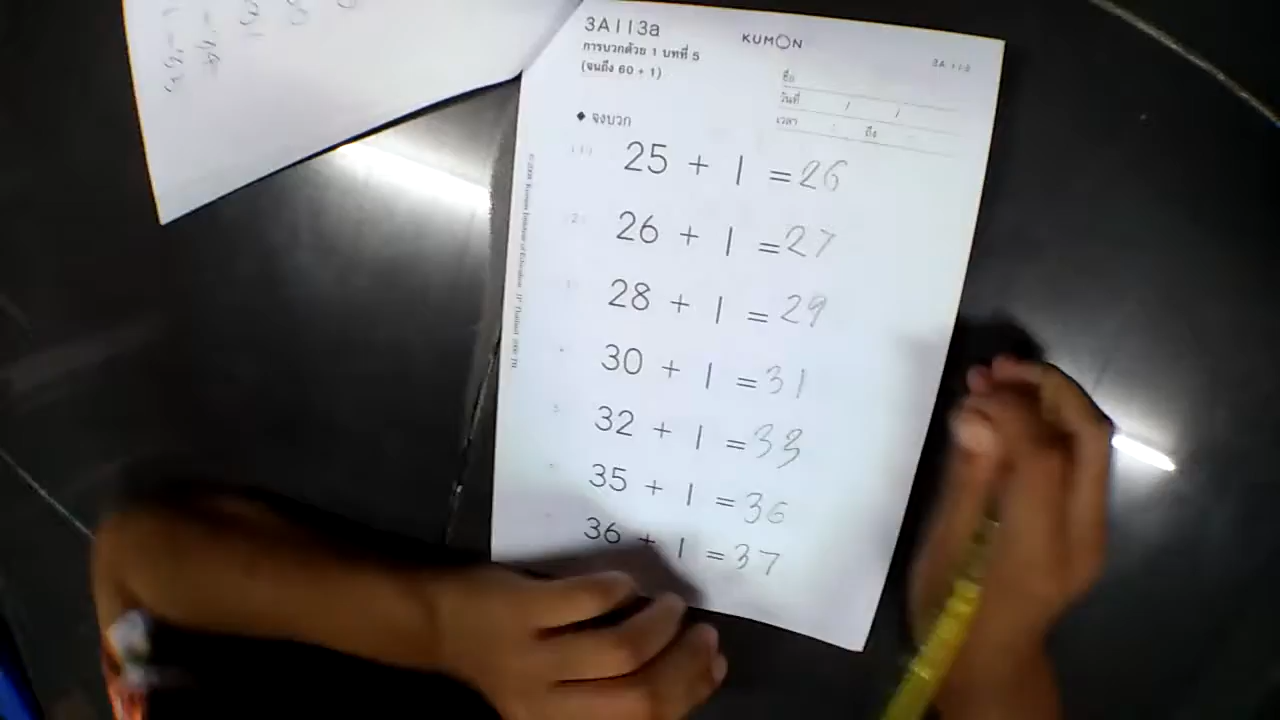 3A113a
KUMON
3A 113
การบวกด้วย 1 บทที่ 5
(จนถึง 60 + 1)
ชื่อ
วันที่ / /
เวลา : ถึง :
◆ จงบวก
(1) 25 + 1 = 26
(2) 26 + 1 = 27
28 + 1 = 29
30 + 1 = 31
32 + 1 = 33
35 + 1 = 36
36 + 1 = 37